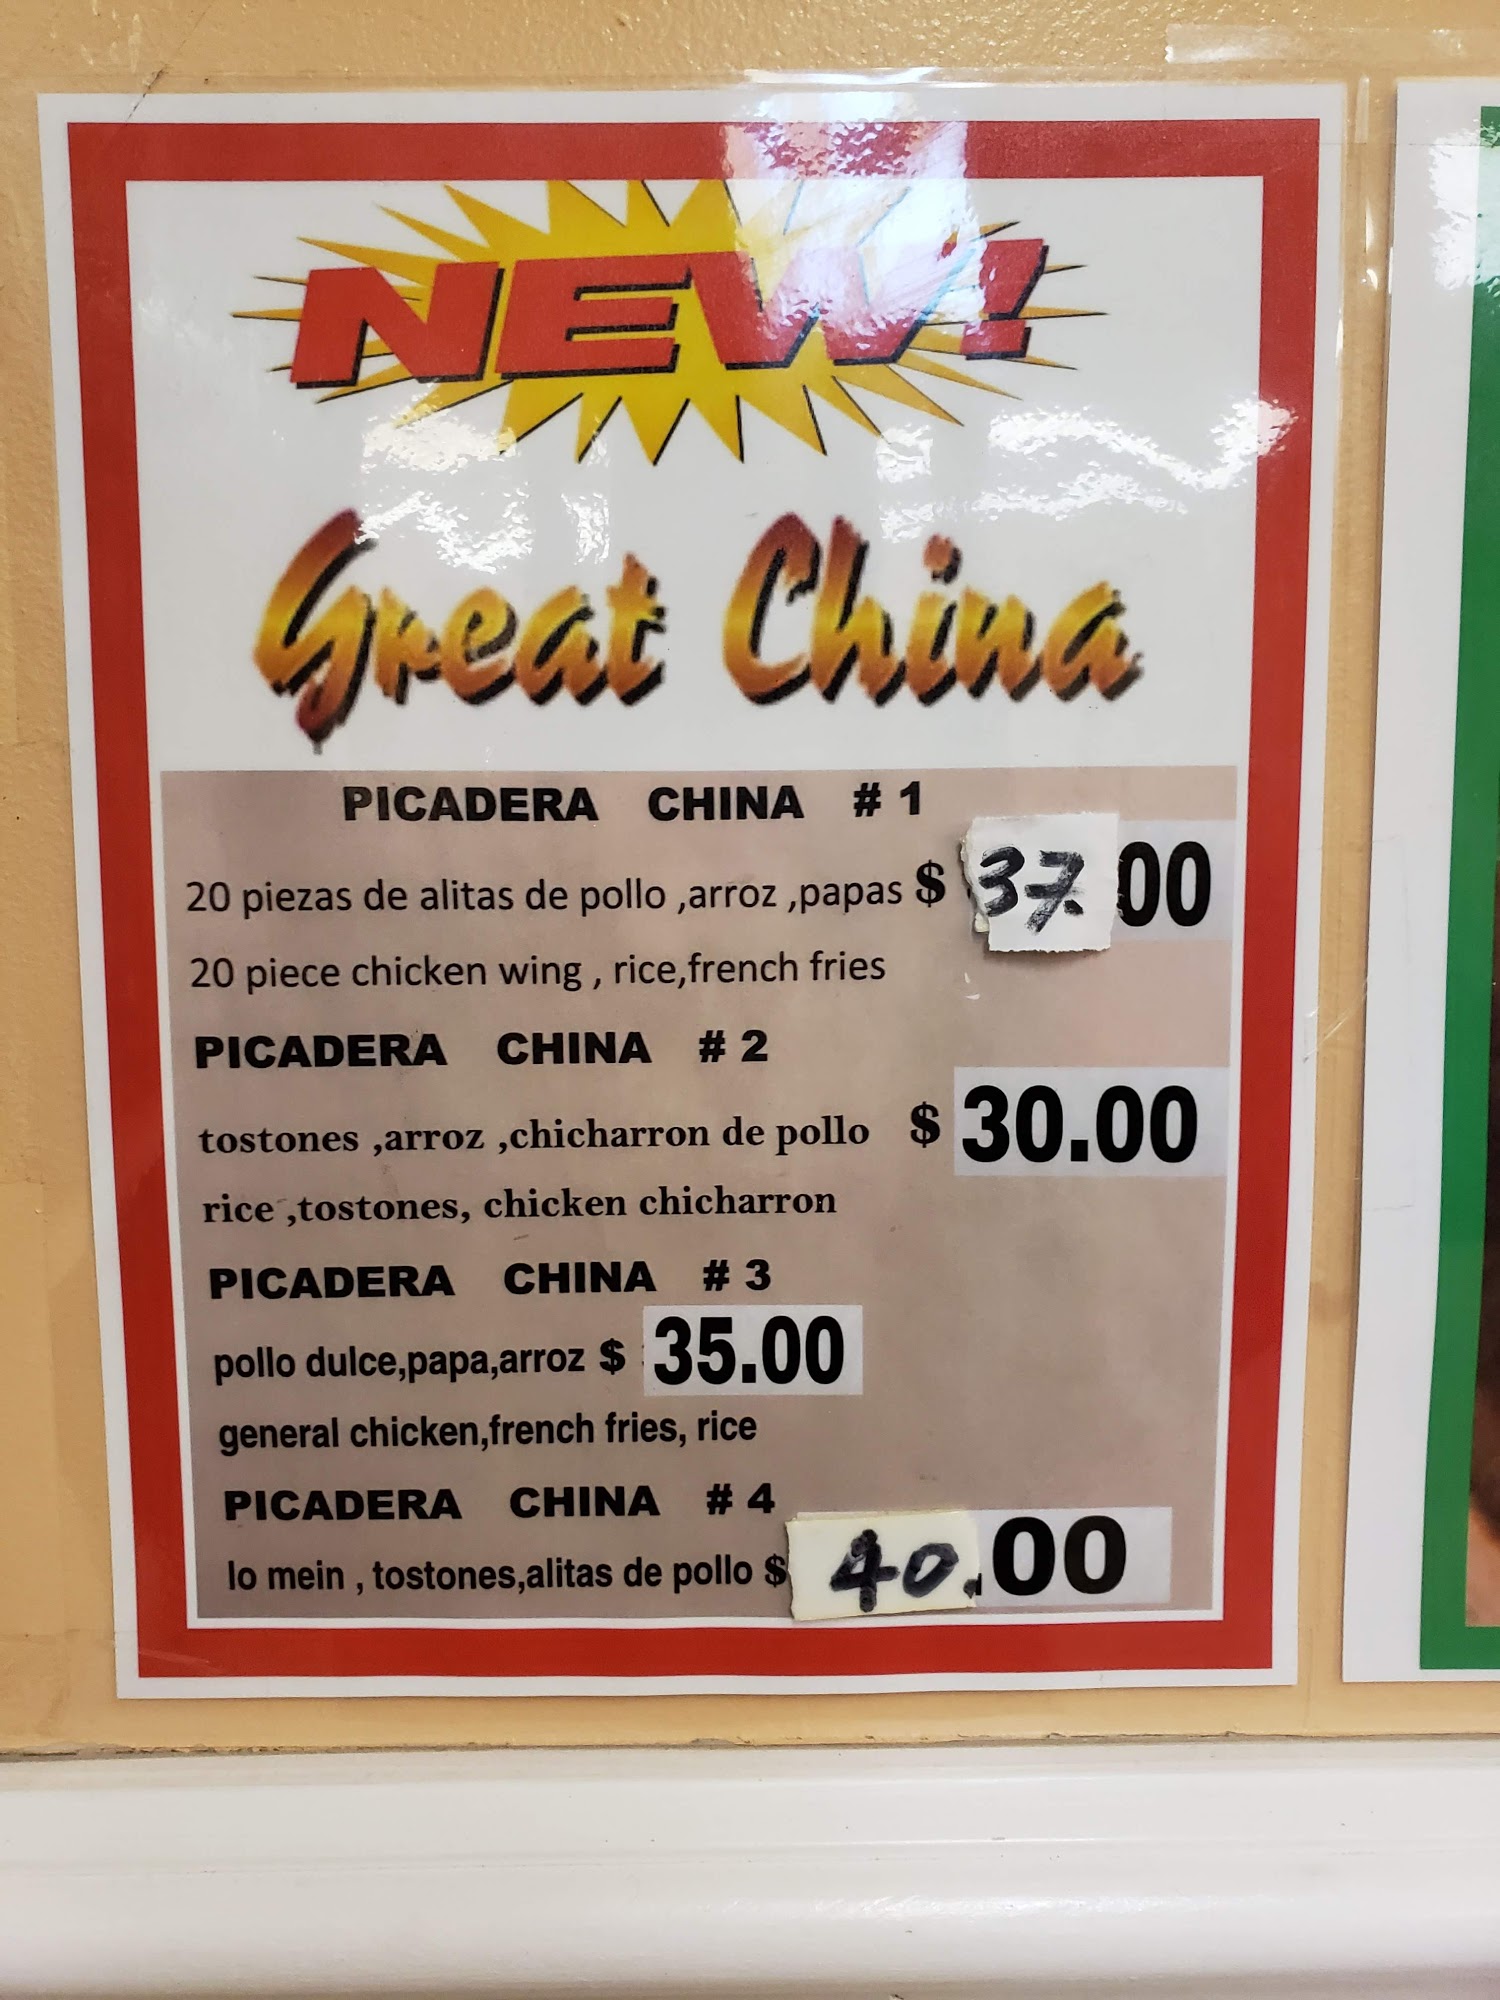 NEW!
Great China
PICADERA CHINA # 1
20 piezas de alitas de pollo ,arroz ,papas $ 37.00
20 piece chicken wing , rice,french fries
PICADERA CHINA # 2
tostones ,arroz ,chicharron de pollo $ 30.00
rice ,tostones, chicken chicharron
PICADERA CHINA # 3
pollo dulce,papa,arroz $ 35.00
general chicken,french fries, rice
PICADERA CHINA # 4
lo mein , tostones,alitas de pollo $ 40.00